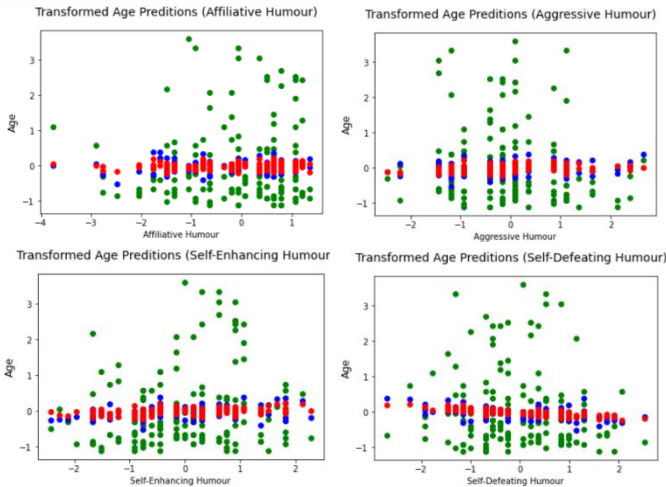 Transformed Age Preditions (Affiliative Humour)
Age
3
2
1
0
−1
−4 −3 −2 −1 0 1
Affiliative Humour
Transformed Age Preditions (Aggressive Humour)
Age
3
2
1
0
−1
−2 −1 0 1 2
Aggressive Humour
Transformed Age Preditions (Self-Enhancing Humour
Age
3
2
1
0
−1
−2 −1 0 1 2
Self-Enhancing Humour
Transformed Age Preditions (Self-Defeating Humour)
Age
3
2
1
0
−1
−2 −1 0 1 2
Self-Defeating Humour